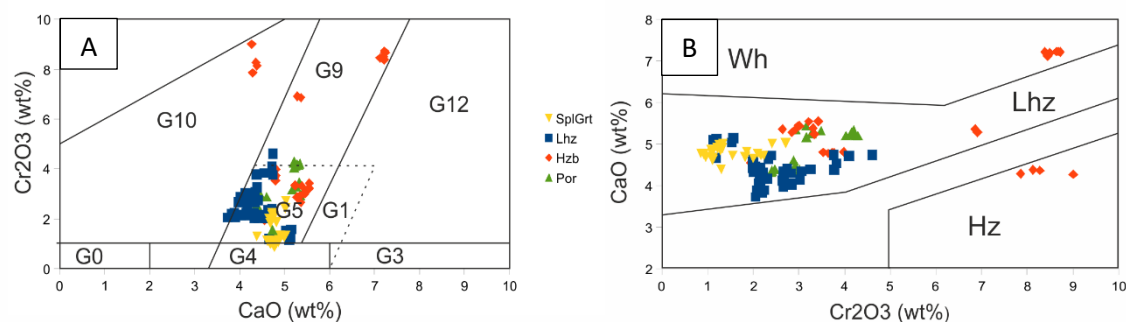 A
Cr2O3 (wt%)
10
8
6
4
2
0
G10
G9
G12
G5
G1
G0
G4
G3
0 1 2 3 4 5 6 7 8 9 10
CaO (wt%)
SplGrt
Lhz
Hzb
Por
B
CaO (wt%)
8
7
6
5
4
3
2
Wh
Lhz
Hz
0 1 2 3 4 5 6 7 8 9 10
Cr2O3 (wt%)